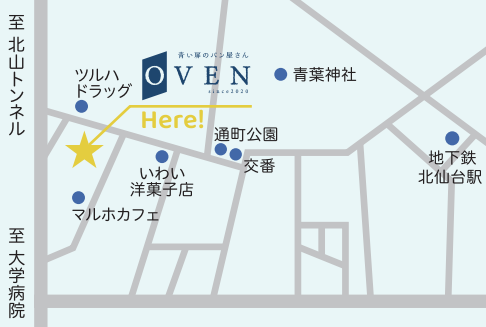 至 北山トンネル
青い扉のパン屋さん
OVEN
since2020
ツルハ
ドラッグ
青葉神社
Here!
通町公園
交番
地下鉄
北仙台駅
いわい
洋菓子店
マルホカフェ
至 大学病院